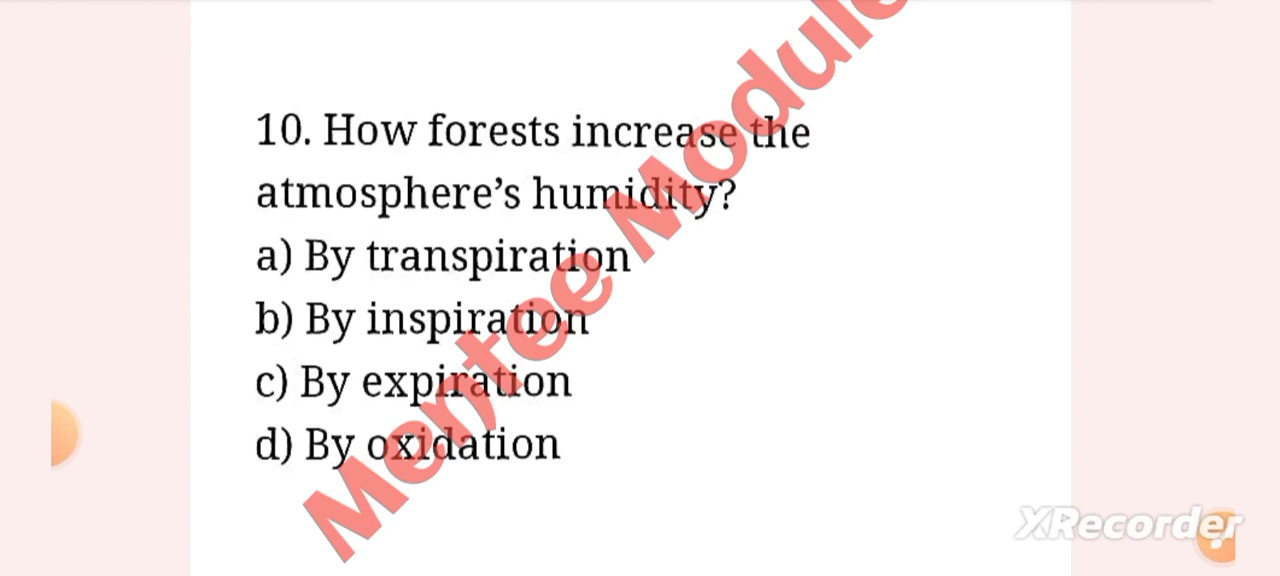 10. How forests increase the
atmosphere’s humidity?
a) By transpiration
b) By inspiration
c) By expiration
d) By oxidation
Mentee Module
XRecorder